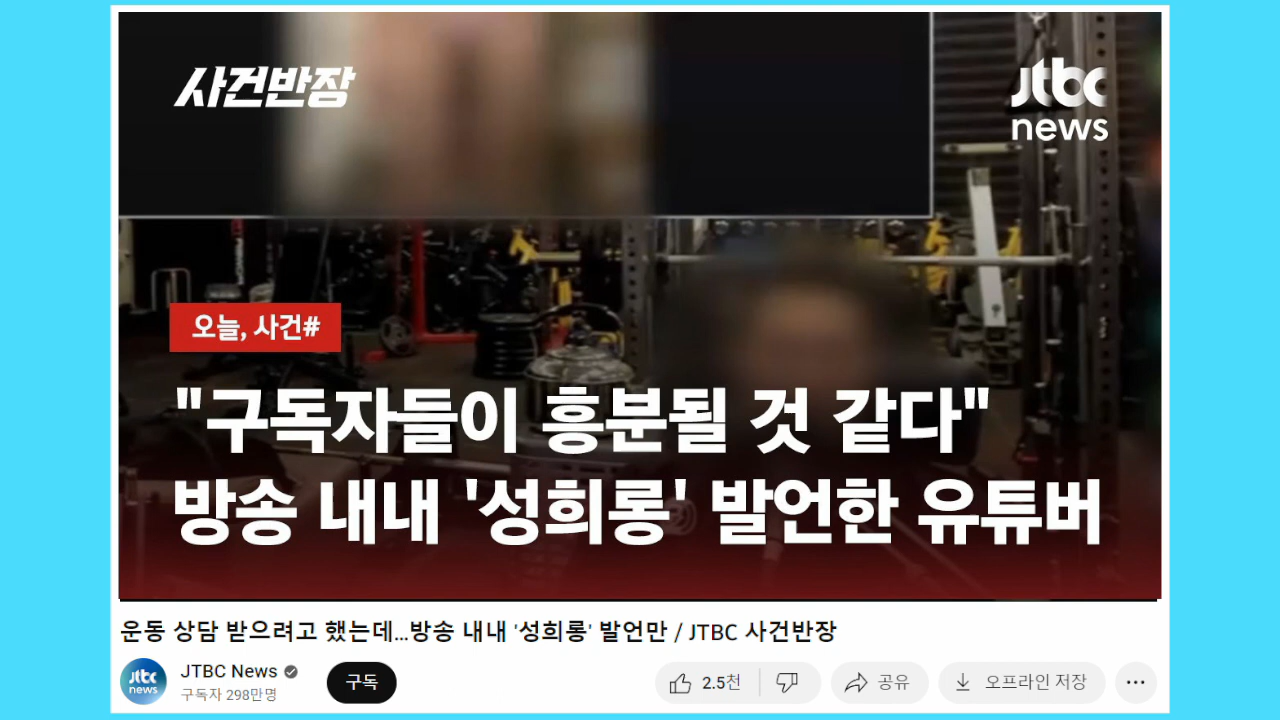 사건반장
jtbc
news
오늘, 사건#
"구독자들이 흥분될 것 같다"
방송 내내 '성희롱' 발언한 유튜버
운동 상담 받으려고 했는데...방송 내내 '성희롱' 발언만 / JTBC 사건반장
jtbc
news
JTBC News
구독자 298만명
구독
2.5천
공유
오프라인 저장